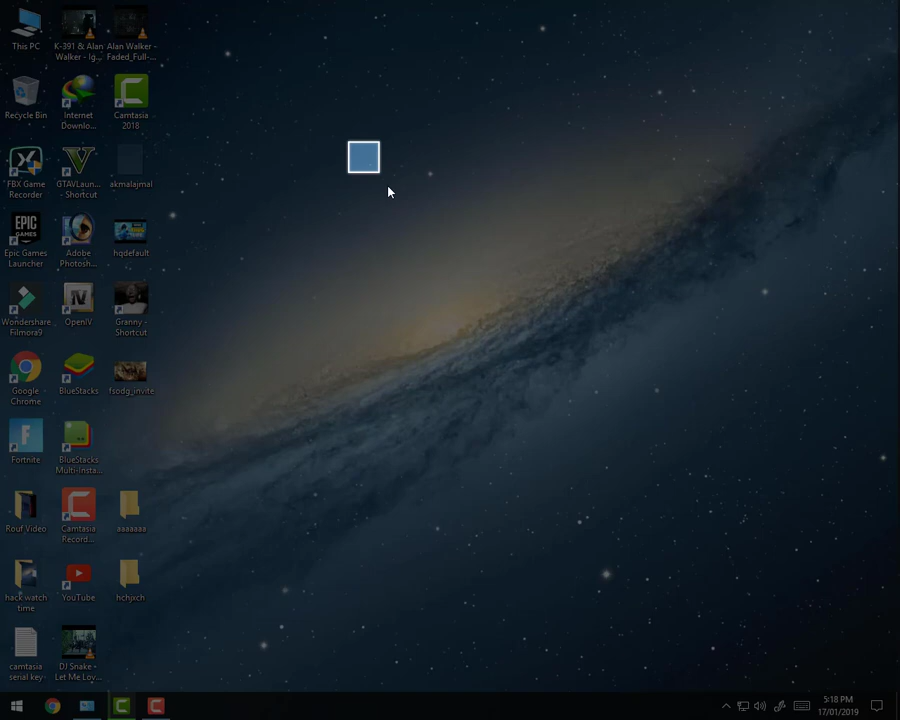 This PC
K-391 & Alan
Walker - Ig...
Alan Walker -
Faded_Full-...
Recycle Bin
Internet
Downlo...
Camtasia
2018
FBX Game
Recorder
GTAVLaun...
- Shortcut
akmalajmal
EPIC
GAMES
Epic Games
Launcher
Adobe
Photosh...
hqdefault
Wondershare
Filmora9
OpenIV
Granny -
Shortcut
Google
Chrome
BlueStacks
fsodg_invite
Fortnite
BlueStacks
Multi-Insta...
Rouf Video
Camtasia
Record...
aaaaaaa
hack watch
time
YouTube
hchjxch
camtasia
serial key
DJ Snake -
Let Me Lov...
5:18 PM
17/01/2019